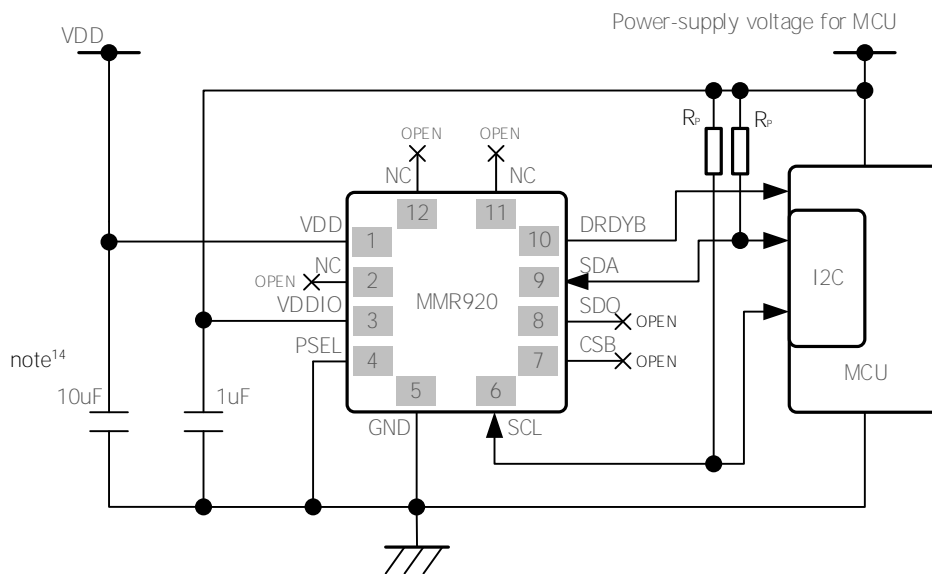 Power-supply voltage for MCU
VDD
RP RP
OPEN OPEN
NC NC
12 11
VDD 1 10 DRDYB
NC
OPEN 2 9 SDA
MMR920 I2C
VDDIO 3 8 SDO OPEN
PSEL 4 7 CSB OPEN
note14 MCU
10uF 1uF 5 6
GND SCL